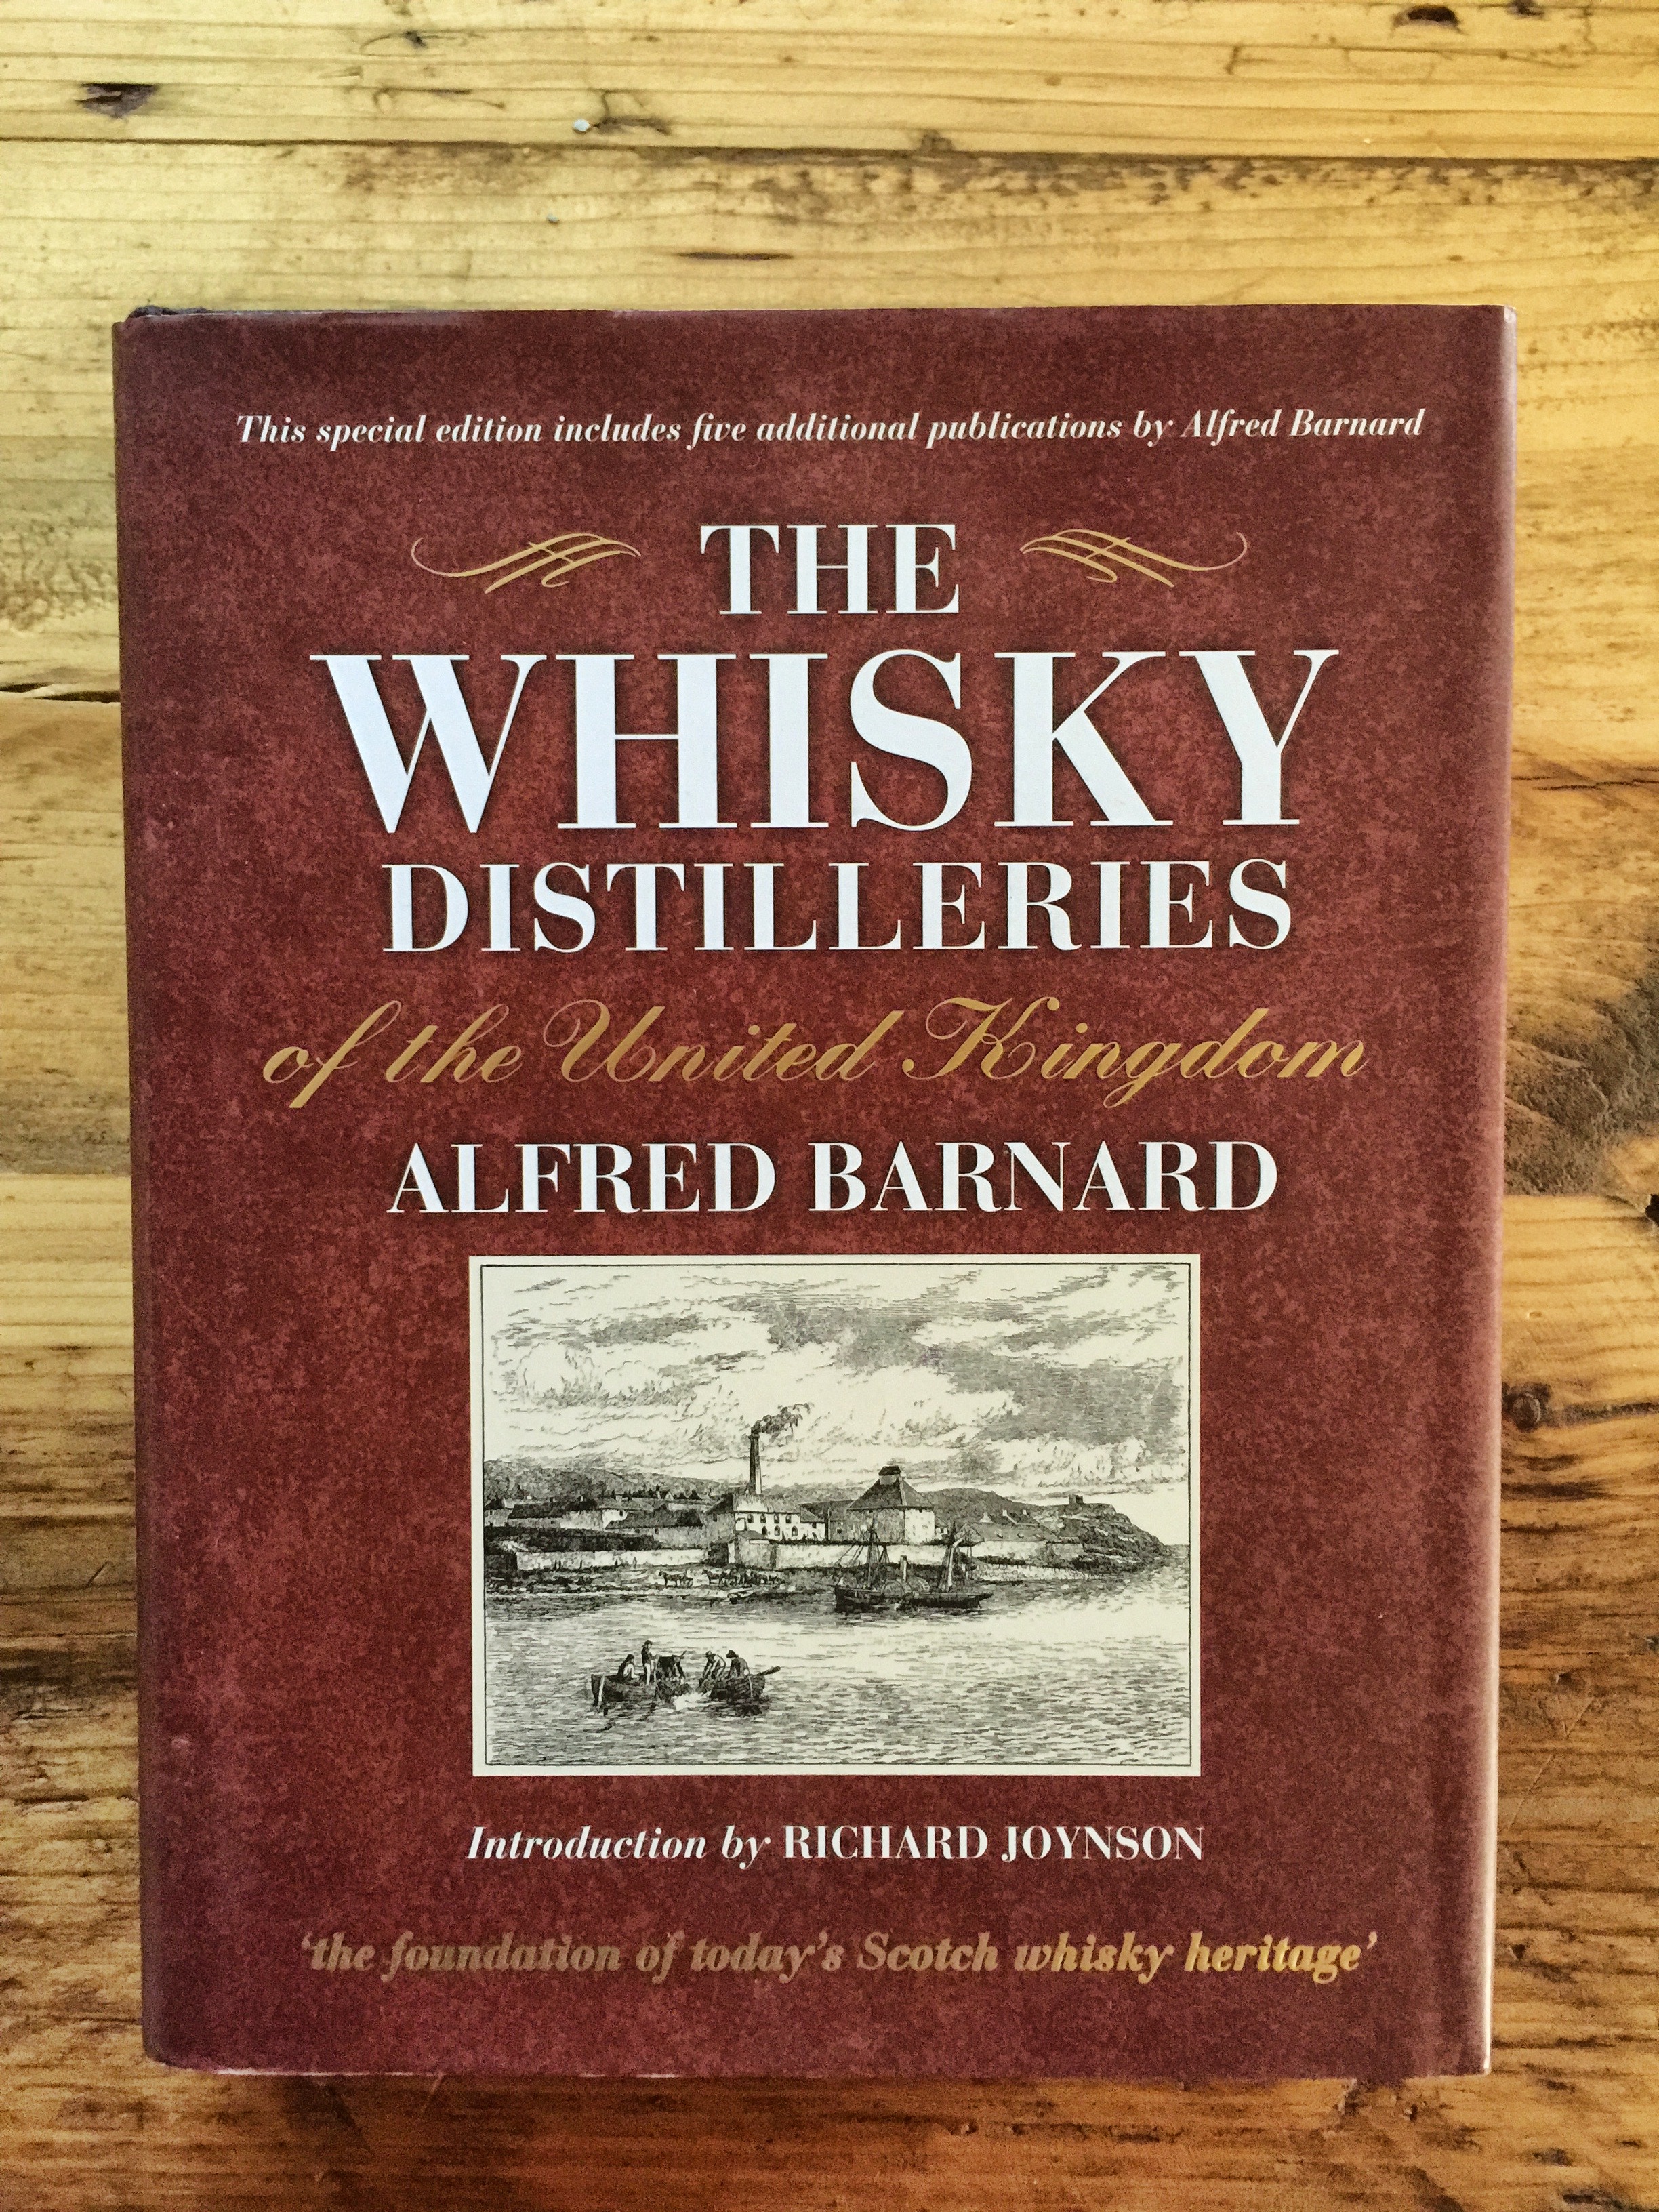 This special edition includes five additional publications by Alfred Barnard
THE
WHISKY
DISTILLERIES
of the United Kingdom
ALFRED BARNARD
Introduction by RICHARD JOYNSON
‘the foundation of today’s Scotch whisky heritage’